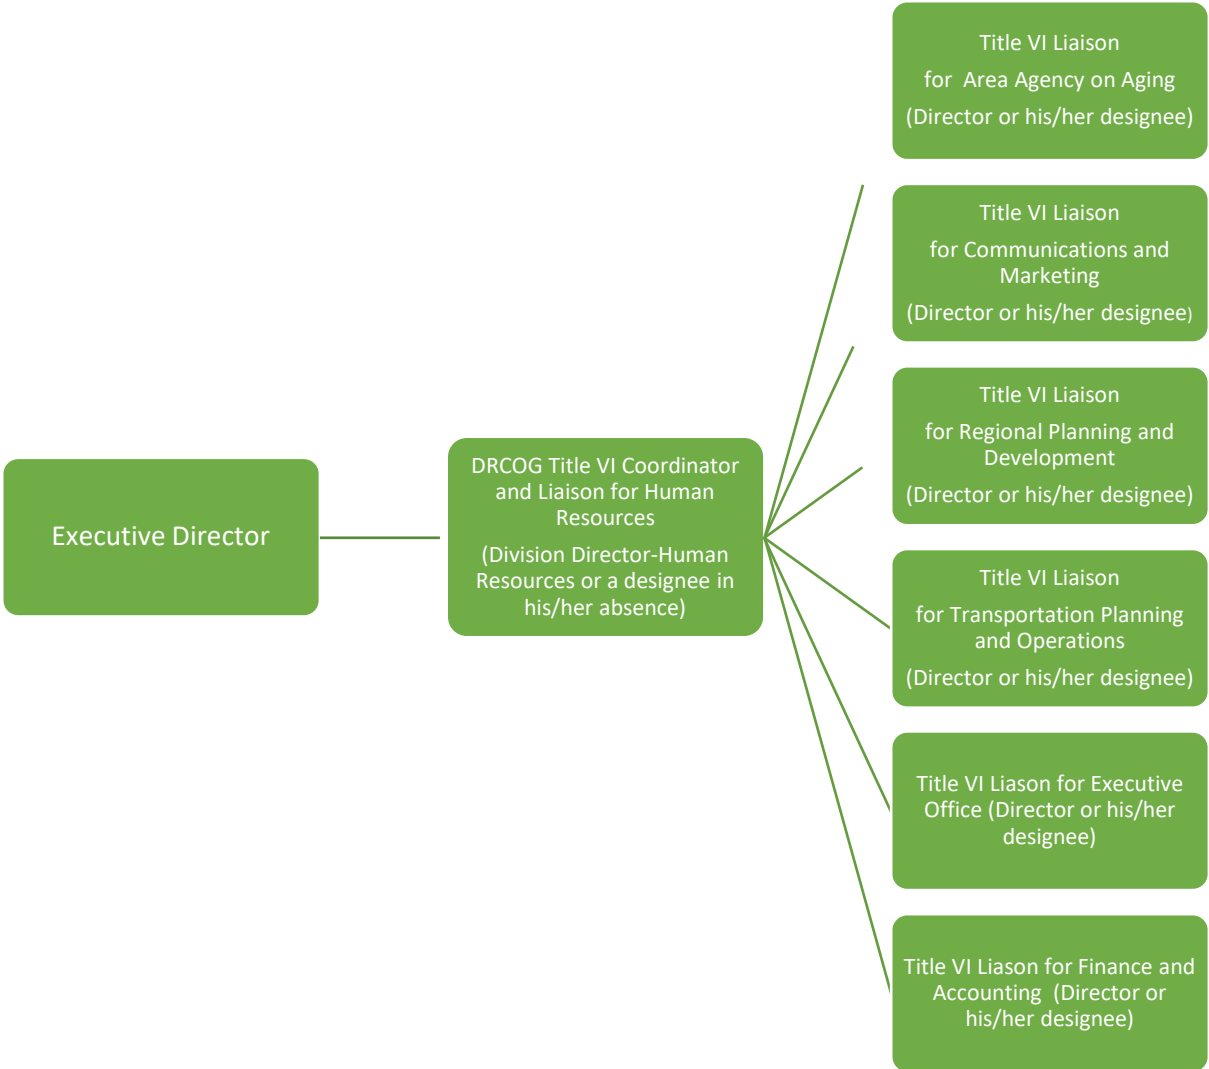 Executive Director
DRCOG Title VI Coordinator
and Liaison for Human
Resources
(Division Director-Human
Resources or a designee in
his/her absence)
Title VI Liaison
for  Area Agency on Aging
(Director or his/her designee)
Title VI Liaison
for Communications and
Marketing
(Director or his/her designee)
Title VI Liaison
for Regional Planning and
Development
(Director or his/her designee)
Title VI Liaison
for Transportation Planning
and Operations
(Director or his/her designee)
Title VI Liason for Executive
Office (Director or his/her
designee)
Title VI Liason for Finance and
Accounting  (Director or
his/her designee)